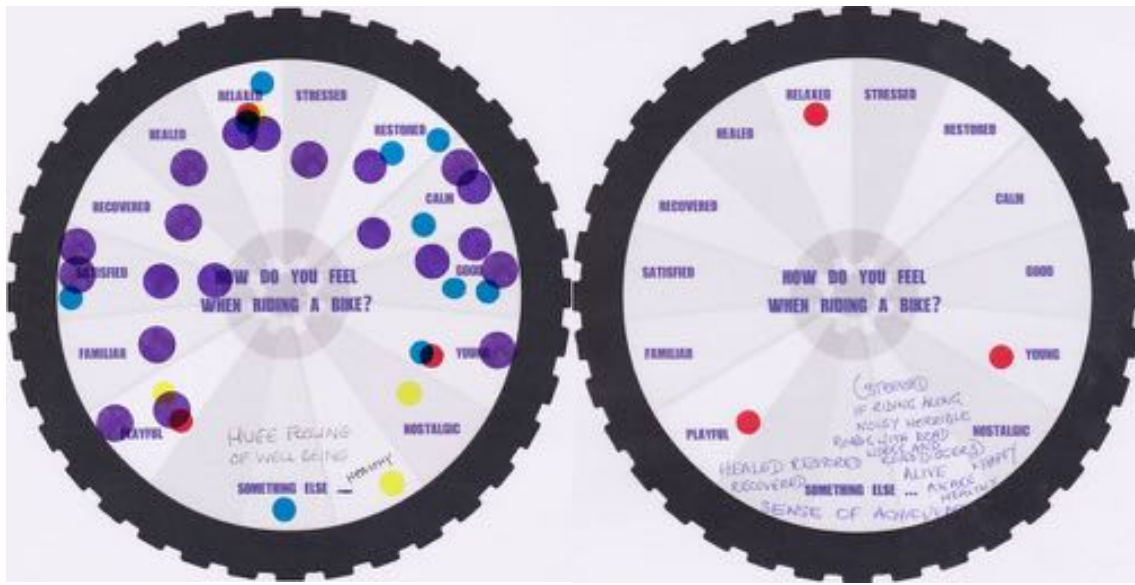 RELAXED
STRESSED
HEALED
RESTORED
RECOVERED
CALM
SATISFIED
GOOD
HOW DO YOU FEEL
WHEN RIDING A BIKE?
FAMILIAR
YOUNG
PLAYFUL
NOSTALGIC
HUGE FEELING
OF WELL BEING
HEALTHY
SOMETHING ELSE ...
RELAXED
STRESSED
HEALED
RESTORED
RECOVERED
CALM
SATISFIED
GOOD
HOW DO YOU FEEL
WHEN RIDING A BIKE?
FAMILIAR
YOUNG
PLAYFUL
NOSTALGIC
(STRESSED
IF RIDING ALONG
NOISY HORRIBLE
ROADS WITH ROAD
WORKS AND
ROAD DIGGERS)
HEALED RESTORED
RECOVERED
ALIVE
HAPPY
AWAKE
HEALTHY
SOMETHING ELSE ...
SENSE OF